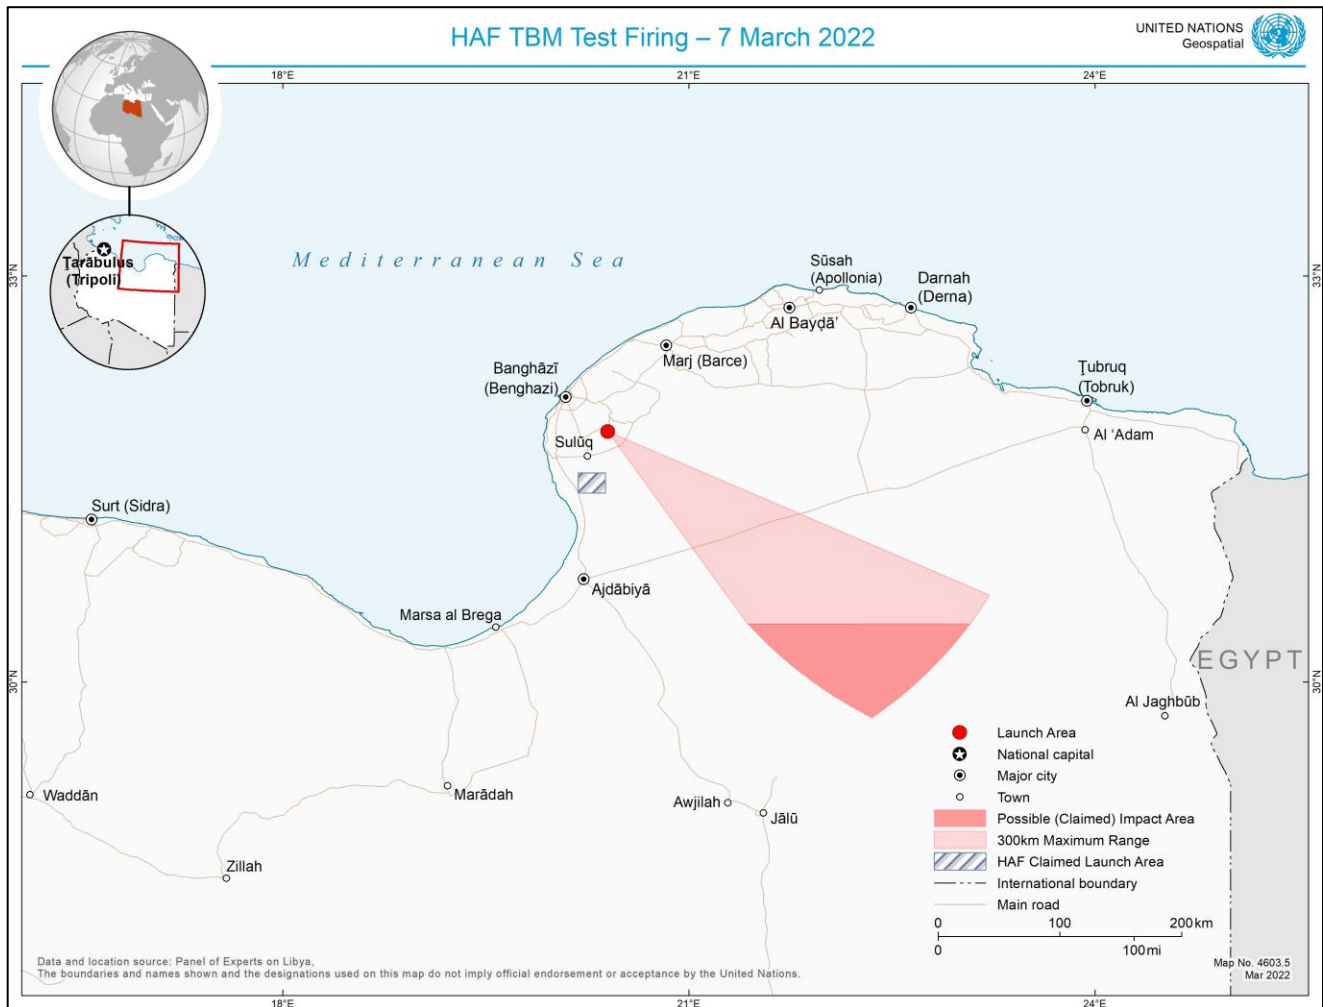 HAF TBM Test Firing – 7 March 2022
UNITED NATIONS
Geospatial
18°E
21°E
24°E
33°N
33°N
Ţarābulus
(Tripoli)
Mediterranean Sea
Sūsah
(Apollonia)
Darnah
(Derna)
Al Bayḑā’
Marj (Barce)
Banghāzī
(Benghazi)
Ţubruq
(Tobruk)
Al ‘Adam
Sulūq
Surt (Sidra)
Ajdābiyā
Marsa al Brega
EGYPT
30°N
30°N
Al Jaghbūb
Waddān
Marādah
Awjilah
Jālū
Zillah
Launch Area
National capital
Major city
Town
Possible (Claimed) Impact Area
300km Maximum Range
HAF Claimed Launch Area
International boundary
Main road
0 100 200 km
0 100 mi
Data and location source: Panel of Experts on Libya,
The boundaries and names shown and the designations used on this map do not imply official endorsement or acceptance by the United Nations.
Map No. 4603.5
Mar 2022
18°E
21°E
24°E